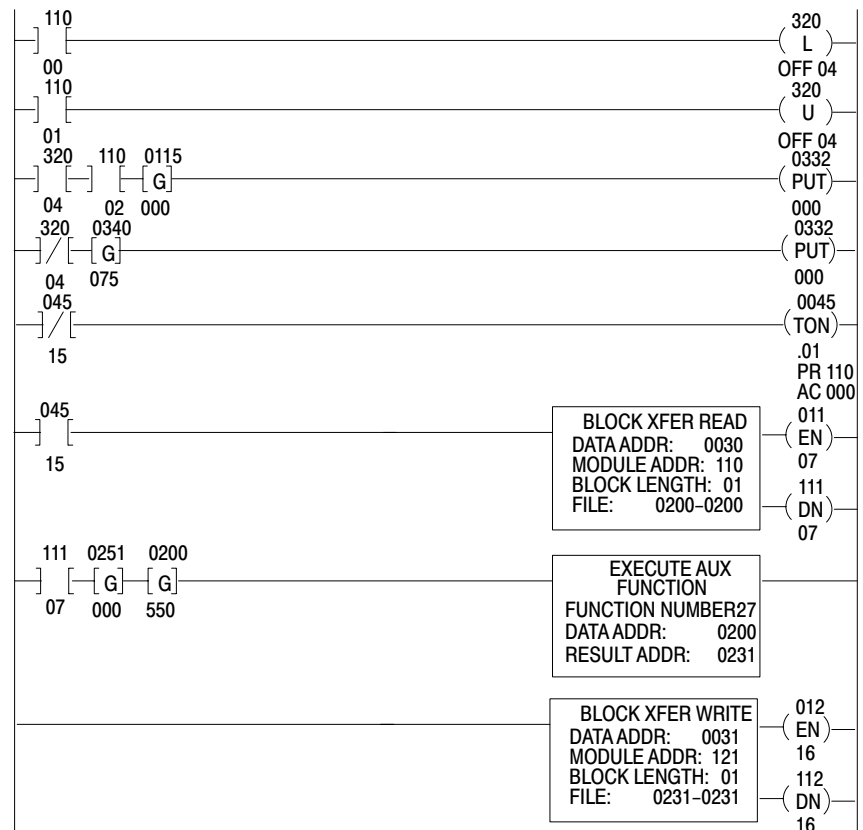 110 320
] [ ( L )
00 OFF 04
110 320
] [ ( U )
01 OFF 04
320 110 0115 0332
] [ ] [ [ G ] ( PUT )
04 02 000 000
320 0340 0332
]/[ [ G ] ( PUT )
04 075 000
045 0045
]/[ ( TON )
15 .01
PR 110
AC 000
045 011
] [ BLOCK XFER READ ( EN )
15 DATA ADDR: 0030 07
MODULE ADDR: 110
BLOCK LENGTH: 01 111
FILE: 0200–0200 ( DN )
07
111 0251 0200
] [ [ G ] [ G ] EXECUTE AUX
07 000 550 FUNCTION
FUNCTION NUMBER27
DATA ADDR: 0200
RESULT ADDR: 0231
012
BLOCK XFER WRITE ( EN )
DATA ADDR: 0031 16
MODULE ADDR: 121
BLOCK LENGTH: 01 112
FILE: 0231–0231 ( DN )
16